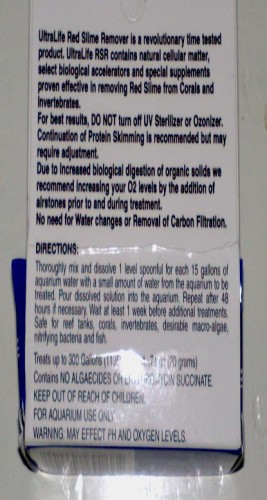 UltraLife Red Slime Remover is a revolutionary time tested
product. UltraLife RSR contains natural cellular matter,
select biological accelerators and special supplements
proven effective in removing Red Slime from Corals and
Invertebrates.
For best results, DO NOT turn off UV Sterilizer or Ozonizer.
Continuation of Protein Skimming is recommended but may
require adjustment.
Due to Increased biological digestion of organic solids we
recommend increasing your O2 levels by the addition of
airstones prior to and during treatment.
No need for Water changes or Removal of Carbon Filtration.
DIRECTIONS:
Thoroughly mix and dissolve 1 level spoonful for each 15 gallons of
aquarium water with a small amount of water from the aquarium to be
treated. Pour dissolved solution into the aquarium. Repeat after 48
hours if necessary. Wait at least 1 week before additional treatments.
Safe for reef tanks, corals, invertebrates, desirable macro-algae,
nitrifying bacteria and fish.
Treats up to 300 Gallons (20 grams)
Contains NO ALGAECIDES OR SUCCINATE.
KEEP OUT OF REACH OF CHILDREN.
FOR AQUARIUM USE ONLY
WARNING: MAY EFFECT PH AND OXYGEN LEVELS.